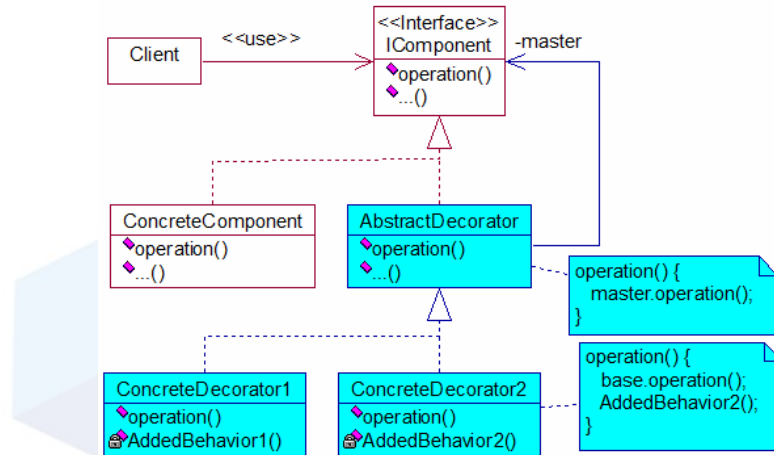 <<Interface>>
IComponent
operation()
...()
Client
<<use>>
-master
ConcreteComponent
operation()
...()
AbstractDecorator
operation()
...()
operation() {
master.operation();
}
ConcreteDecorator1
operation()
AddedBehavior1()
ConcreteDecorator2
operation()
AddedBehavior2()
operation() {
base.operation();
AddedBehavior2();
}